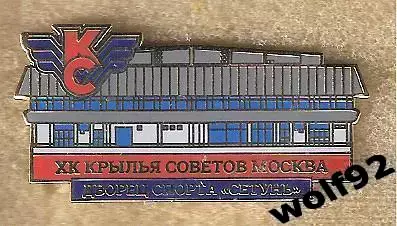 КС
ХК КРЫЛЬЯ СОВЕТОВ МОСКВА
ДВОРЕЦ СПОРТА «СЕТУНЬ»
wolf92